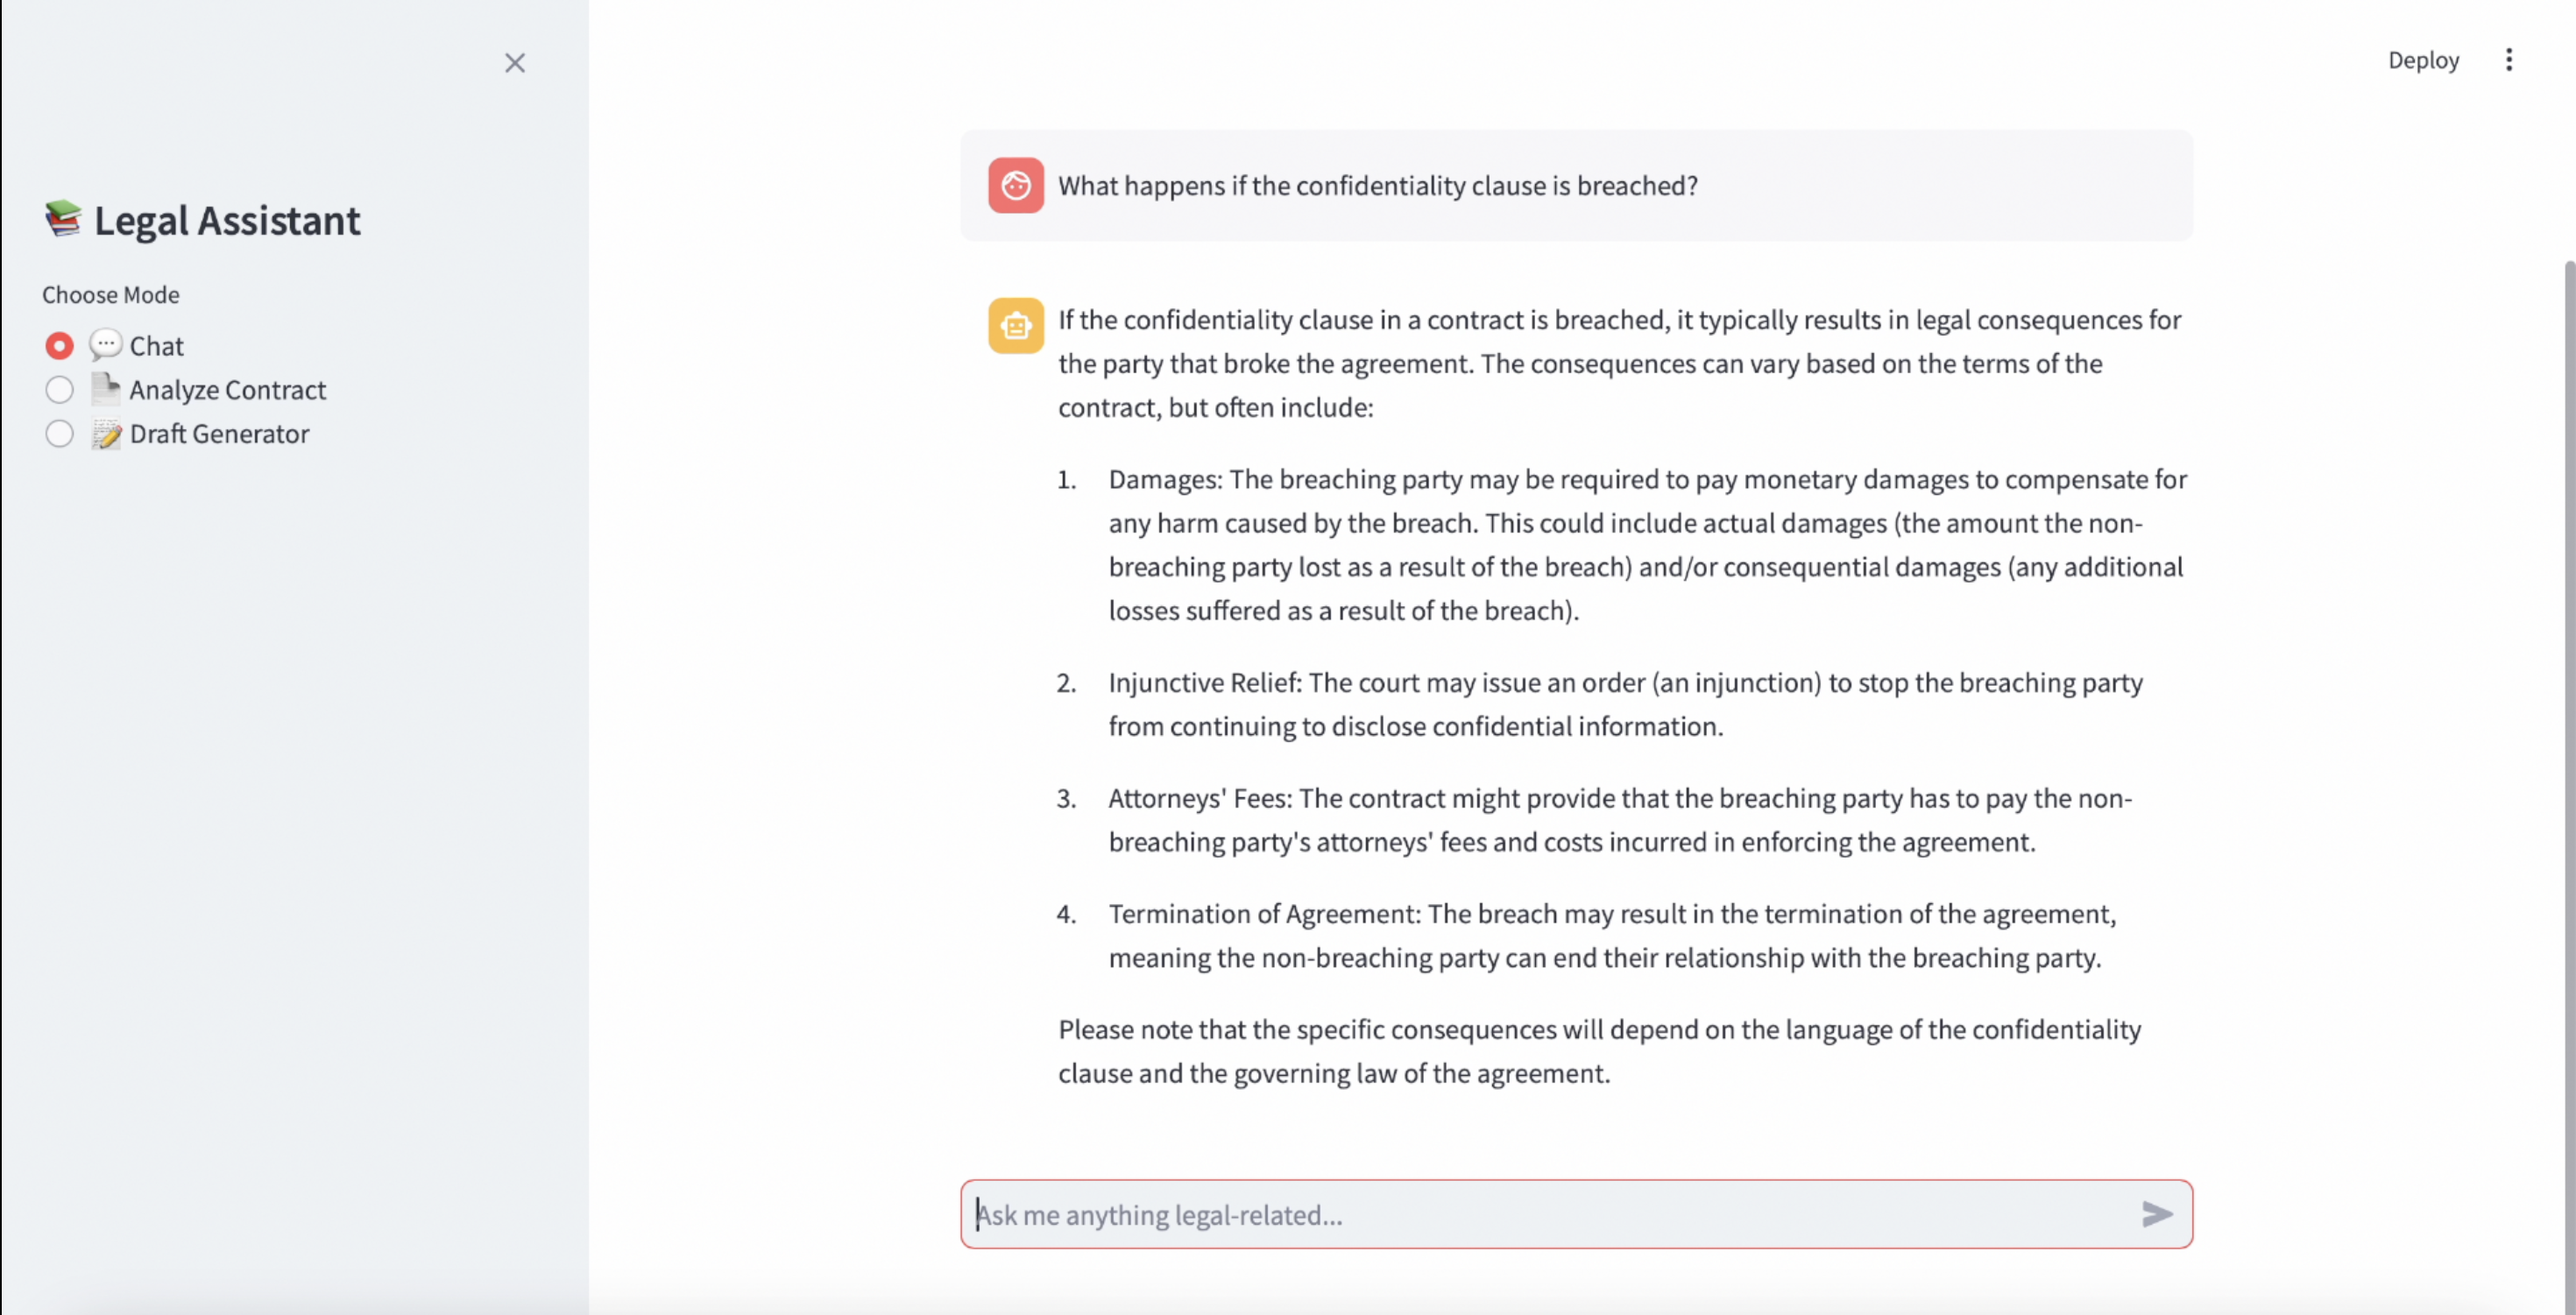 Deploy
Legal Assistant
Choose Mode
Chat
Analyze Contract
Draft Generator
What happens if the confidentiality clause is breached?
If the confidentiality clause in a contract is breached, it typically results in legal consequences for
the party that broke the agreement. The consequences can vary based on the terms of the
contract, but often include:
1. Damages: The breaching party may be required to pay monetary damages to compensate for
any harm caused by the breach. This could include actual damages (the amount the non-
breaching party lost as a result of the breach) and/or consequential damages (any additional
losses suffered as a result of the breach).
2. Injunctive Relief: The court may issue an order (an injunction) to stop the breaching party
from continuing to disclose confidential information.
3. Attorneys' Fees: The contract might provide that the breaching party has to pay the non-
breaching party's attorneys' fees and costs incurred in enforcing the agreement.
4. Termination of Agreement: The breach may result in the termination of the agreement,
meaning the non-breaching party can end their relationship with the breaching party.
Please note that the specific consequences will depend on the language of the confidentiality
clause and the governing law of the agreement.
Ask me anything legal-related...